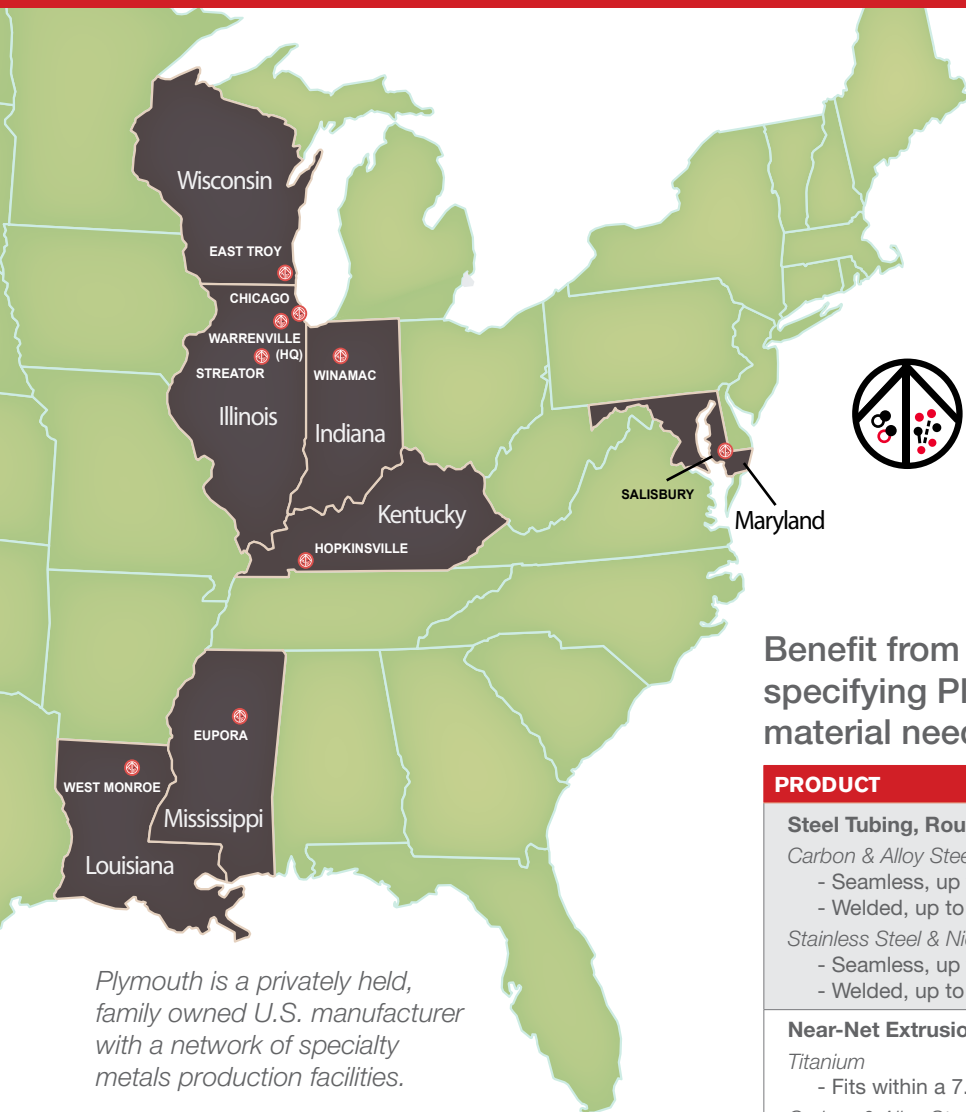 Wisconsin
EAST TROY
CHICAGO
WARRENVILLE
(HQ)
STREATOR
WINAMAC
Illinois
Indiana
Kentucky
HOPKINSVILLE
SALISBURY
Maryland
EUPORA
WEST MONROE
Mississippi
Louisiana
Plymouth is a privately held,
family owned U.S. manufacturer
with a network of specialty
metals production facilities.
Benefit from
specifying Pl
material need
PRODUCT
Steel Tubing, Rou
Carbon & Alloy Stee
- Seamless, up
- Welded, up to
Stainless Steel & Ni
- Seamless, up
- Welded, up to
Near-Net Extrusio
Titanium
- Fits within a 7.